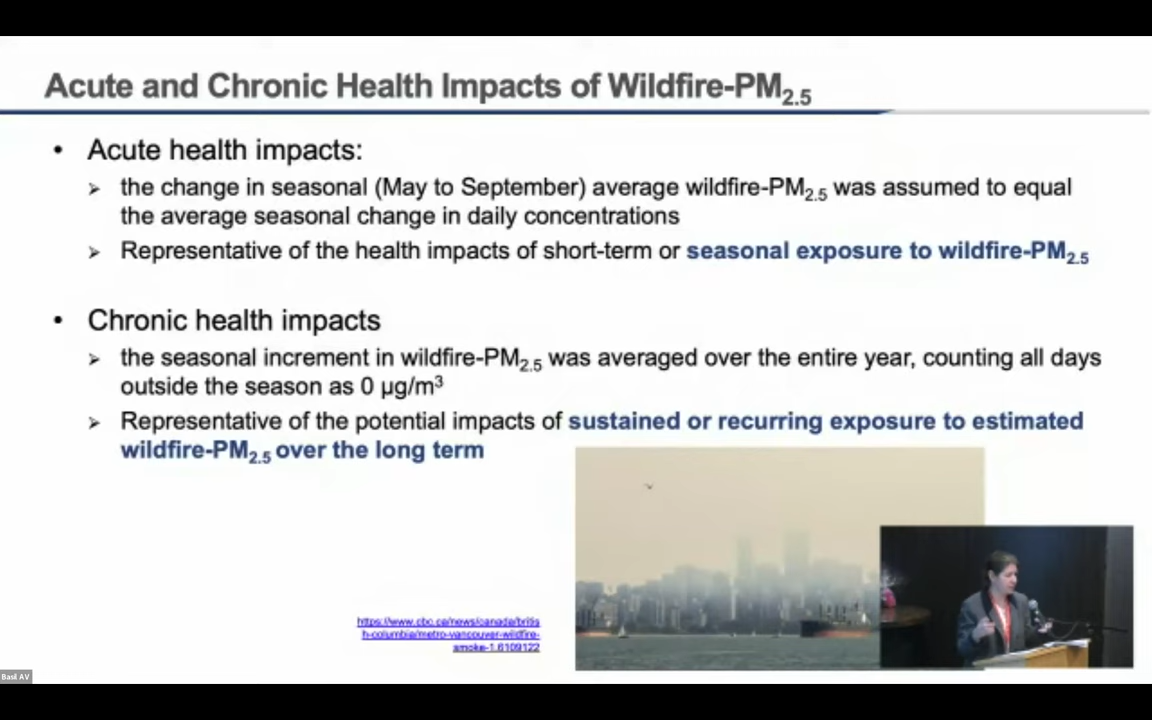 Acute and Chronic Health Impacts of Wildfire-PM2.5
• Acute health impacts:
➢ the change in seasonal (May to September) average wildfire-PM2.5 was assumed to equal
the average seasonal change in daily concentrations
➢ Representative of the health impacts of short-term or seasonal exposure to wildfire-PM2.5
• Chronic health impacts
➢ the seasonal increment in wildfire-PM2.5 was averaged over the entire year, counting all days
outside the season as 0 µg/m³
➢ Representative of the potential impacts of sustained or recurring exposure to estimated
wildfire-PM2.5 over the long term
https://www.cbc.ca/news/canada/britis
h-columbia/metro-vancouver-wildfire-
smoke-1.6109122
Basil AV